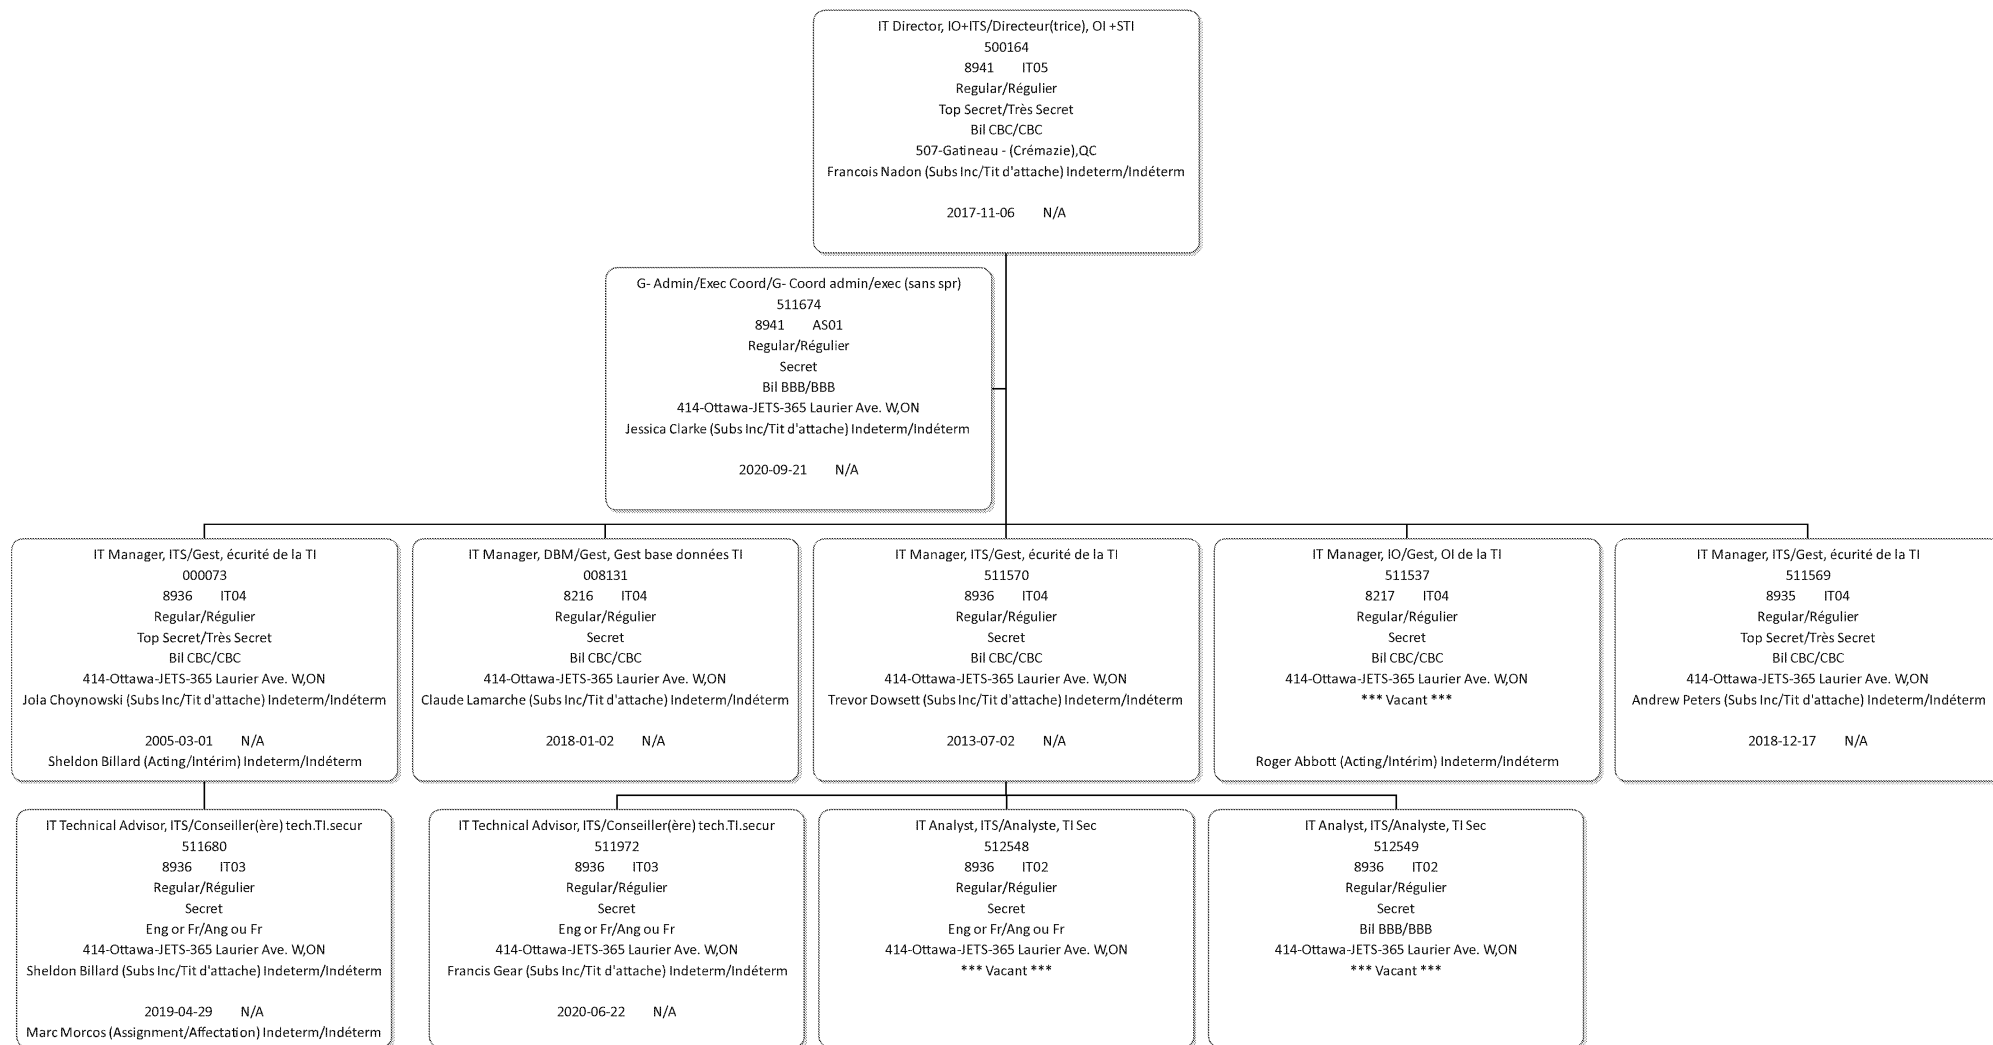 IT Director, IO+ITS/Directeur(trice), OI +STI
500164
8941 IT05
Regular/Régulier
Top Secret/Très Secret
Bil CBC/CBC
507-Gatineau - (Crémazie),QC
Francois Nadon (Subs Inc/Tit d'attache) Indeterm/Indéterm
2017-11-06 N/A
G- Admin/Exec Coord/G- Coord admin/exec (sans spr)
511674
8941 AS01
Regular/Régulier
Secret
Bil BBB/BBB
414-Ottawa-JETS-365 Laurier Ave. W,ON
Jessica Clarke (Subs Inc/Tit d'attache) Indeterm/Indéterm
2020-09-21 N/A
IT Manager, ITS/Gest, écurité de la TI
000073
8936 IT04
Regular/Régulier
Top Secret/Très Secret
Bil CBC/CBC
414-Ottawa-JETS-365 Laurier Ave. W,ON
Jola Choynowski (Subs Inc/Tit d'attache) Indeterm/Indéterm
2005-03-01 N/A
Sheldon Billard (Acting/Intérim) Indeterm/Indéterm
IT Manager, DBM/Gest, Gest base données TI
008131
8216 IT04
Regular/Régulier
Secret
Bil CBC/CBC
414-Ottawa-JETS-365 Laurier Ave. W,ON
Claude Lamarche (Subs Inc/Tit d'attache) Indeterm/Indéterm
2018-01-02 N/A
IT Manager, ITS/Gest, écurité de la TI
511570
8936 IT04
Regular/Régulier
Secret
Bil CBC/CBC
414-Ottawa-JETS-365 Laurier Ave. W,ON
Trevor Dowsett (Subs Inc/Tit d'attache) Indeterm/Indéterm
2013-07-02 N/A
IT Manager, IO/Gest, OI de la TI
511537
8217 IT04
Regular/Régulier
Secret
Bil CBC/CBC
414-Ottawa-JETS-365 Laurier Ave. W,ON
*** Vacant ***
Roger Abbott (Acting/Intérim) Indeterm/Indéterm
IT Manager, ITS/Gest, écurité de la TI
511569
8935 IT04
Regular/Régulier
Top Secret/Très Secret
Bil CBC/CBC
414-Ottawa-JETS-365 Laurier Ave. W,ON
Andrew Peters (Subs Inc/Tit d'attache) Indeterm/Indéterm
2018-12-17 N/A
IT Technical Advisor, ITS/Conseiller(ère) tech.TI.secur
511680
8936 IT03
Regular/Régulier
Secret
Eng or Fr/Ang ou Fr
414-Ottawa-JETS-365 Laurier Ave. W,ON
Sheldon Billard (Subs Inc/Tit d'attache) Indeterm/Indéterm
2019-04-29 N/A
Marc Morcos (Assignment/Affectation) Indeterm/Indéterm
IT Technical Advisor, ITS/Conseiller(ère) tech.TI.secur
511972
8936 IT03
Regular/Régulier
Secret
Eng or Fr/Ang ou Fr
414-Ottawa-JETS-365 Laurier Ave. W,ON
Francis Gear (Subs Inc/Tit d'attache) Indeterm/Indéterm
2020-06-22 N/A
IT Analyst, ITS/Analyste, TI Sec
512548
8936 IT02
Regular/Régulier
Secret
Eng or Fr/Ang ou Fr
414-Ottawa-JETS-365 Laurier Ave. W,ON
*** Vacant ***
IT Analyst, ITS/Analyste, TI Sec
512549
8936 IT02
Regular/Régulier
Secret
Bil BBB/BBB
414-Ottawa-JETS-365 Laurier Ave. W,ON
*** Vacant ***